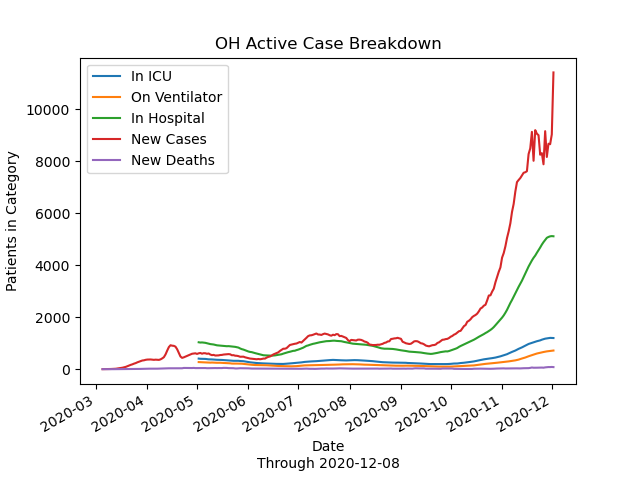 OH Active Case Breakdown
In ICU
On Ventilator
In Hospital
New Cases
New Deaths
Patients in Category
10000
8000
6000
4000
2000
0
2020-03
2020-04
2020-05
2020-06
2020-07
2020-08
2020-09
2020-10
2020-11
2020-12
Date
Through 2020-12-08